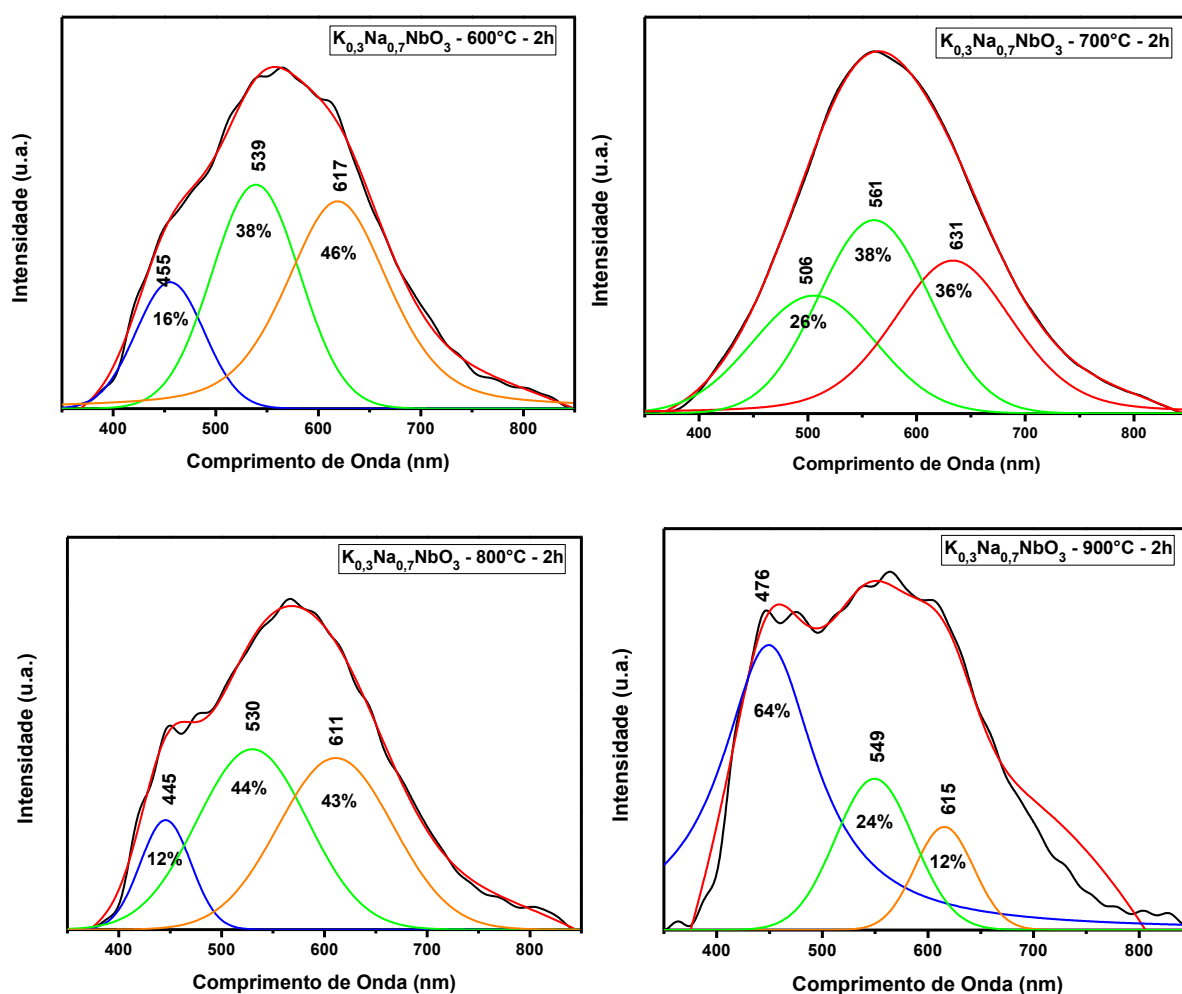 K0,3Na0,7NbO3 - 600°C - 2h
Intensidade (u.a.)
455
16%
539
38%
617
46%
400 500 600 700 800
Comprimento de Onda (nm)
K0,3Na0,7NbO3 - 700°C - 2h
Intensidade (u.a.)
506
26%
561
38%
631
36%
400 500 600 700 800
Comprimento de Onda (nm)
K0,3Na0,7NbO3 - 800°C - 2h
Intensidade (u.a.)
445
12%
530
44%
611
43%
400 500 600 700 800
Comprimento de Onda (nm)
K0,3Na0,7NbO3 - 900°C - 2h
Intensidade (u.a.)
476
64%
549
24%
615
12%
400 500 600 700 800
Comprimento de Onda (nm)